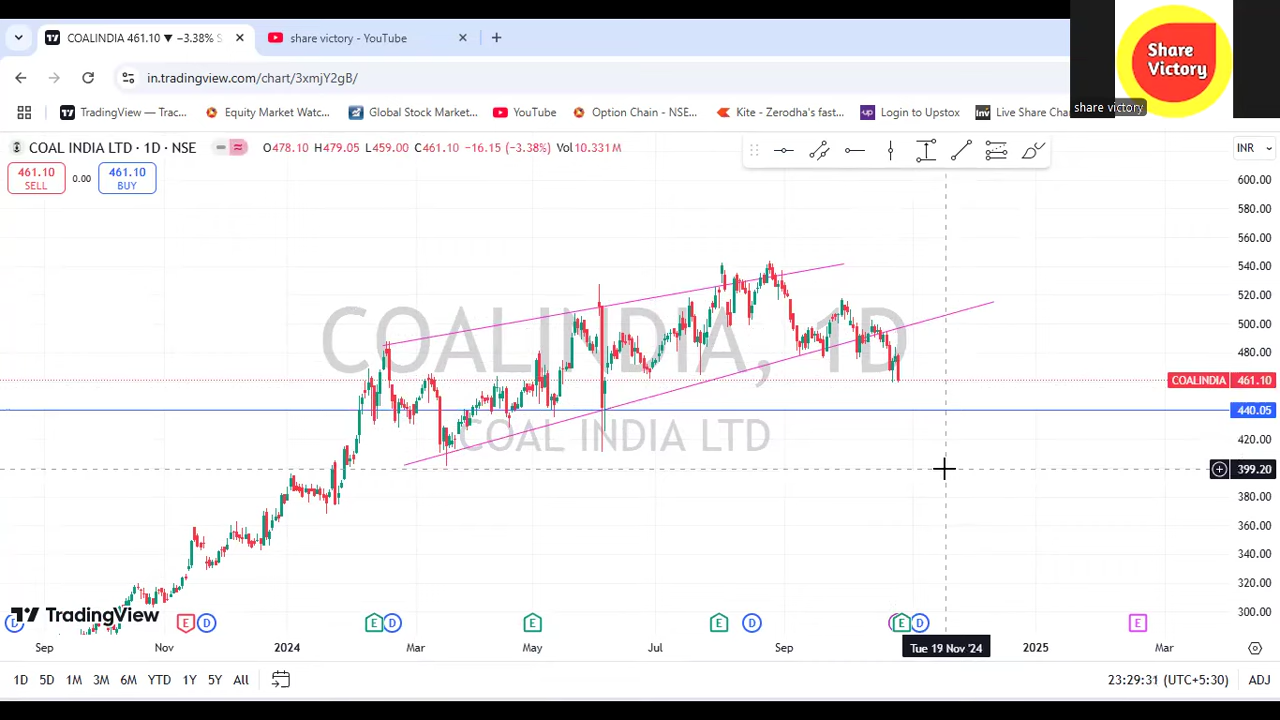 COALINDIA 461.10 ▼ −3.38% S
share victory - YouTube
Share
Victory
share victory
in.tradingview.com/chart/3xmjY2gB/
TradingView — Trac...
Equity Market Watc...
Global Stock Market...
YouTube
Option Chain - NSE...
Kite - Zerodha's fast...
Login to Upstox
Inv
Live Share Cha
COAL INDIA LTD · 1D · NSE
O478.10 H479.05 L459.00 C461.10 −16.15 (−3.38%) Vol10.331 M
INR
461.10
SELL
0.00
461.10
BUY
600.00
580.00
560.00
540.00
520.00
500.00
480.00
COALINDIA, 1D
COAL INDIA LTD
COALINDIA 461.10
440.05
420.00
399.20
380.00
360.00
340.00
320.00
300.00
TradingView
D E D E D E E D E D E
Sep Nov 2024 Mar May Jul Sep Tue 19 Nov '24 2025 Mar
1D 5D 1M 3M 6M YTD 1Y 5Y All
23:29:31 (UTC+5:30) ADJ